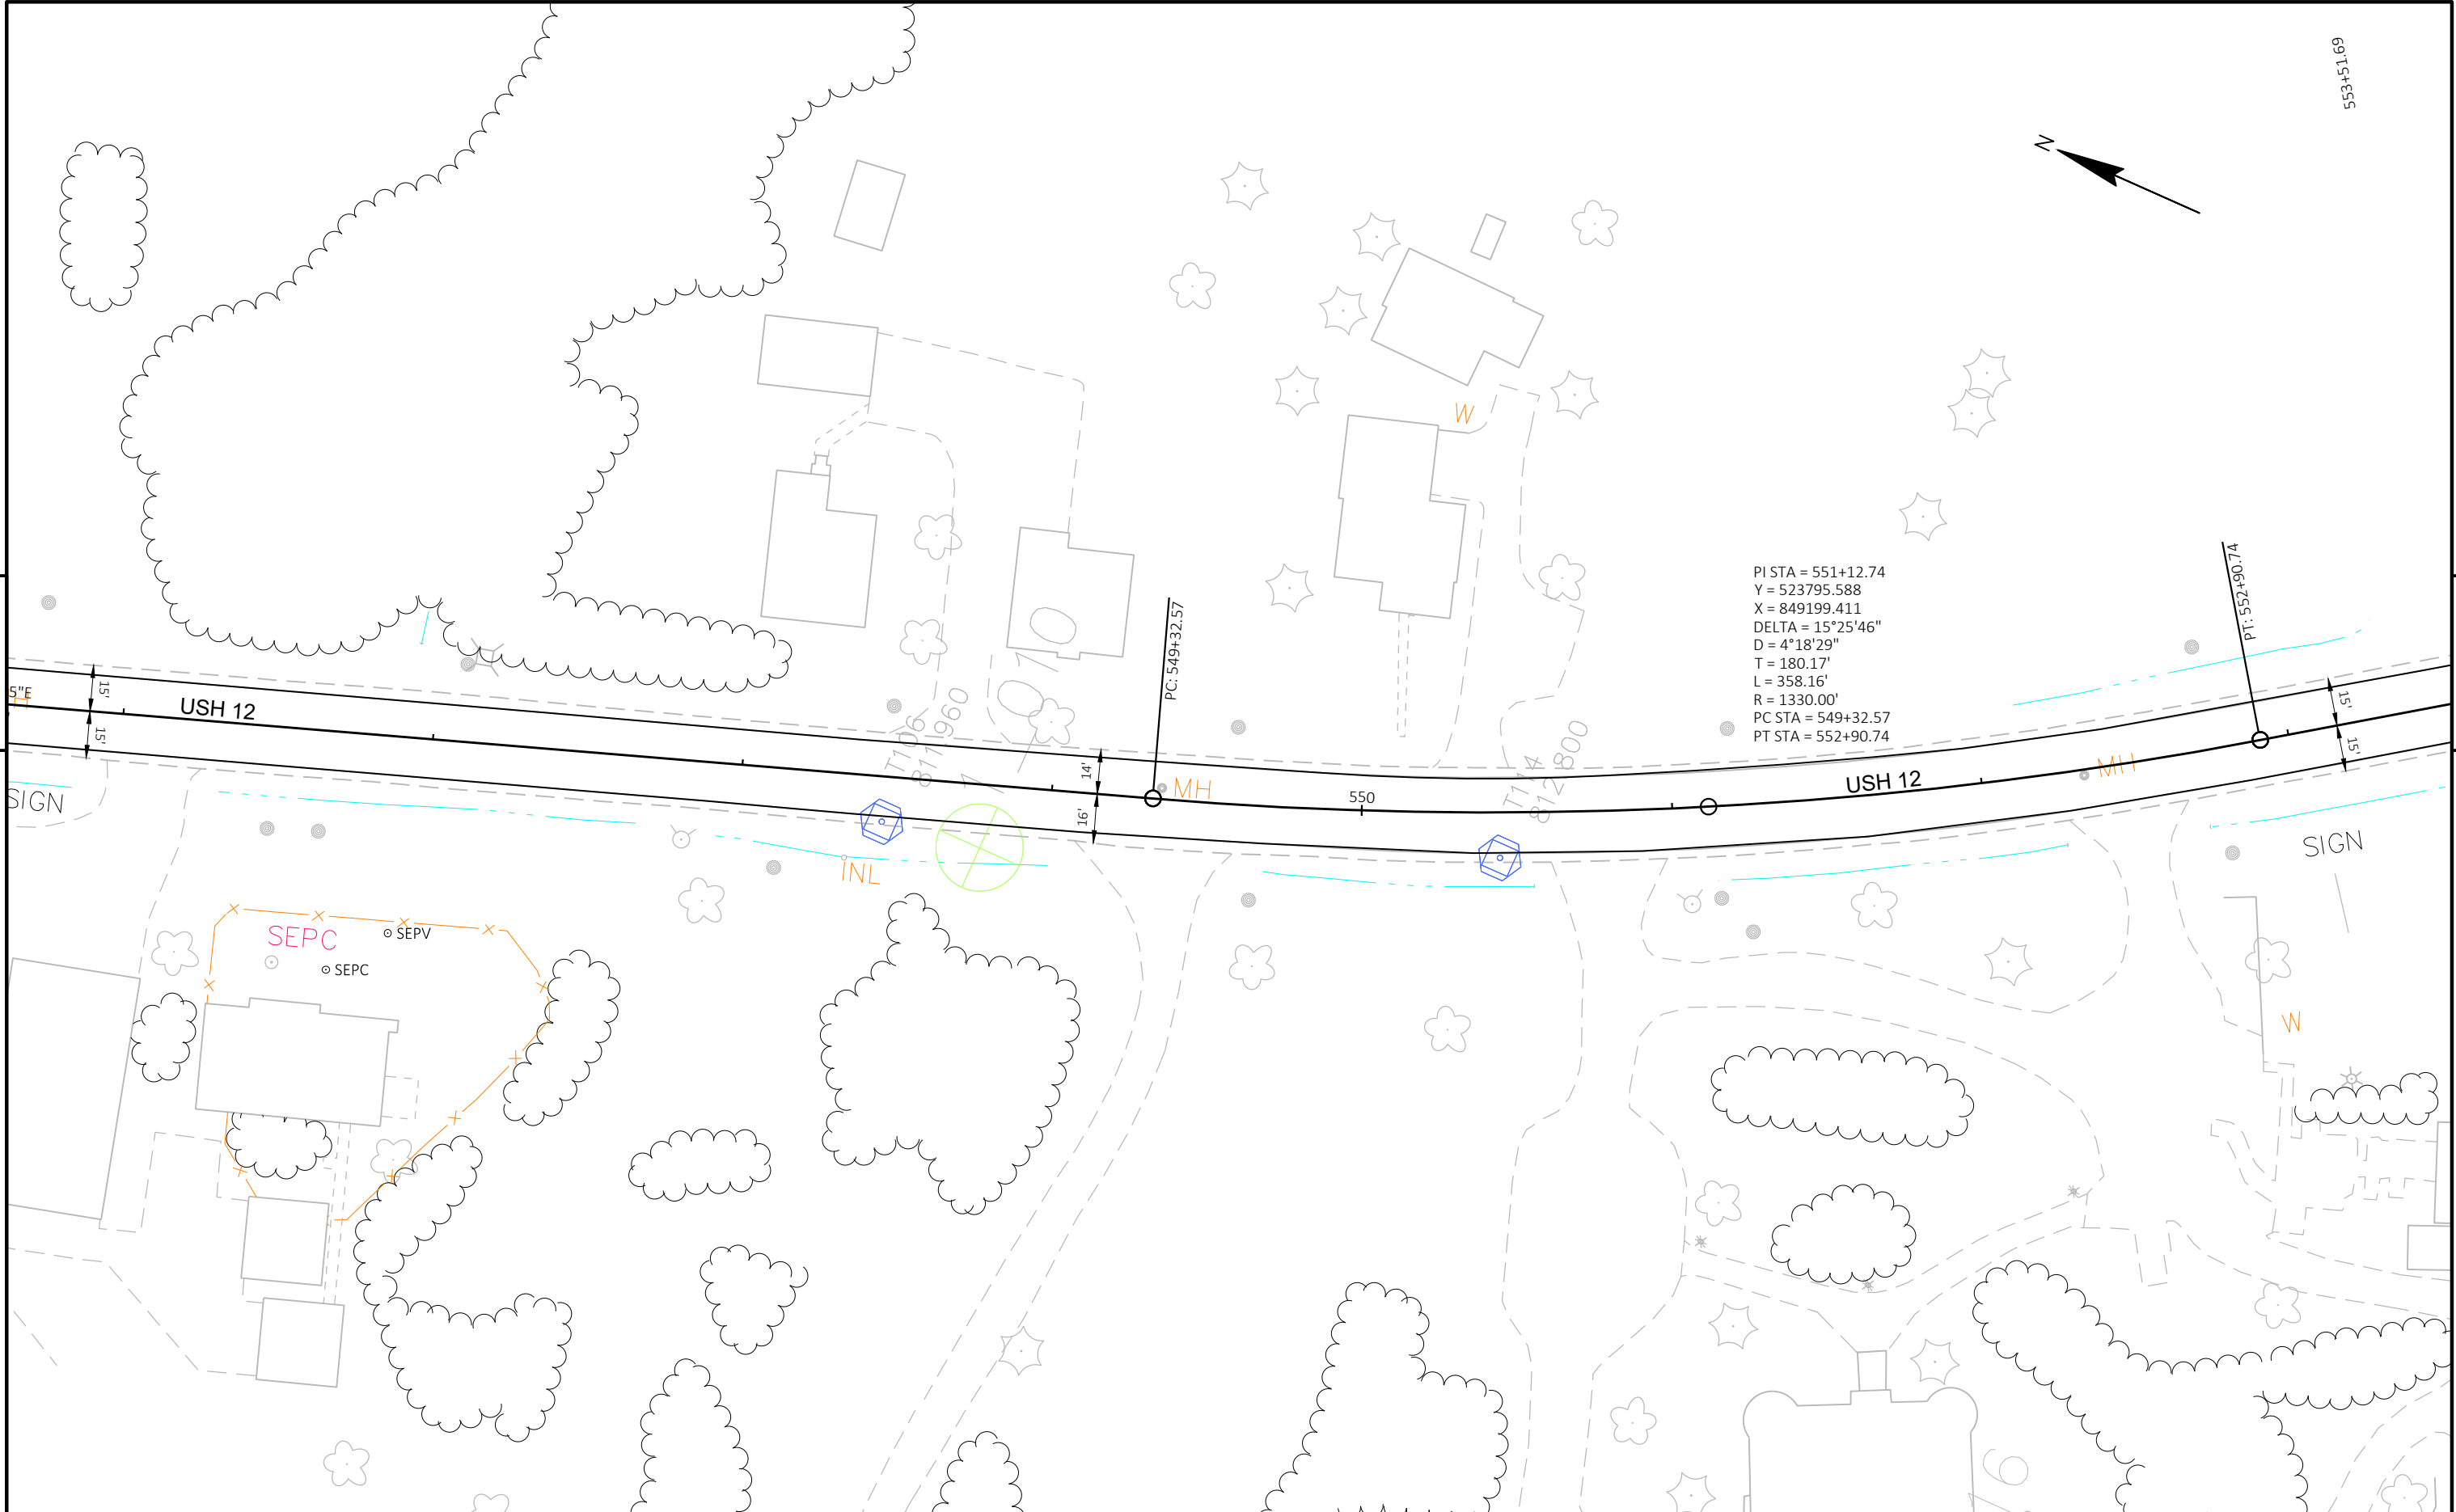 553+51.69
N
W
PI STA = 551+12.74
Y = 523795.588
X = 849199.411
DELTA = 15°25'46"
D = 4°18'29"
T = 180.17'
L = 358.16'
R = 1330.00'
PC STA = 549+32.57
PT STA = 552+90.74
PT: 552+90.74
PC: 549+32.57
5"E
15'
15'
USH 12
14'
16'
MH
550
USH 12
MH
15'
15'
SIGN
SIGN
INL
SEPC
SEPV
SEPC
W